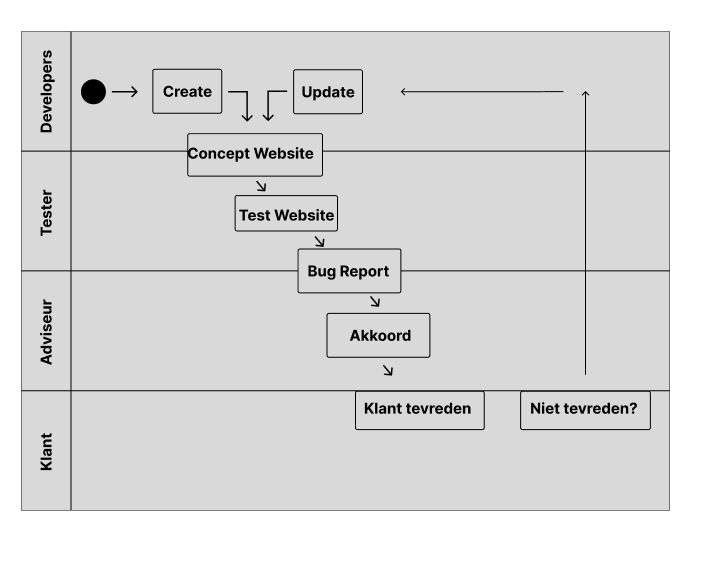 Developers
Create
Update
Concept Website
Tester
Test Website
Bug Report
Adviseur
Akkoord
Klant
Klant tevreden
Niet tevreden?